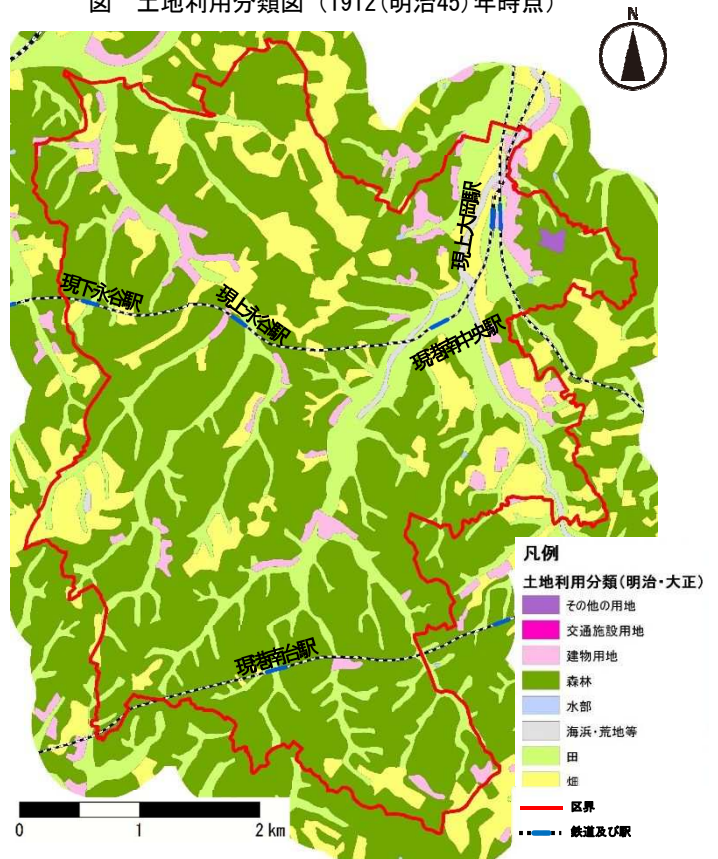 図 土地利用分類図（1912(明治45)年時点）
N
現上大岡駅
現下永谷駅
現上永谷駅
現港南中央駅
現港南台駅
凡例
土地利用分類(明治・大正)
その他の用地
交通施設用地
建物用地
森林
水部
海浜・荒地等
田
畑
区界
鉄道及び駅
0 1 2 km